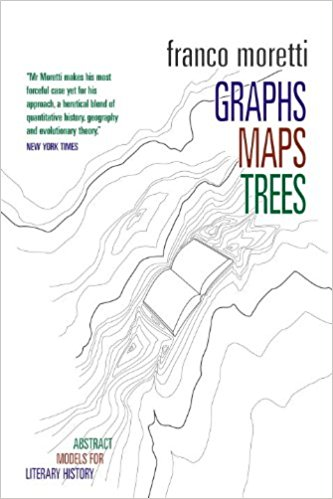 franco moretti
GRAPHS
MAPS
TREES
"Mr Moretti makes his most
forceful case yet for his
approach, a heretical blend of
quantitative history, geography
and evolutionary theory."
NEW YORK TIMES
ABSTRACT
MODELS FOR
LITERARY HISTORY